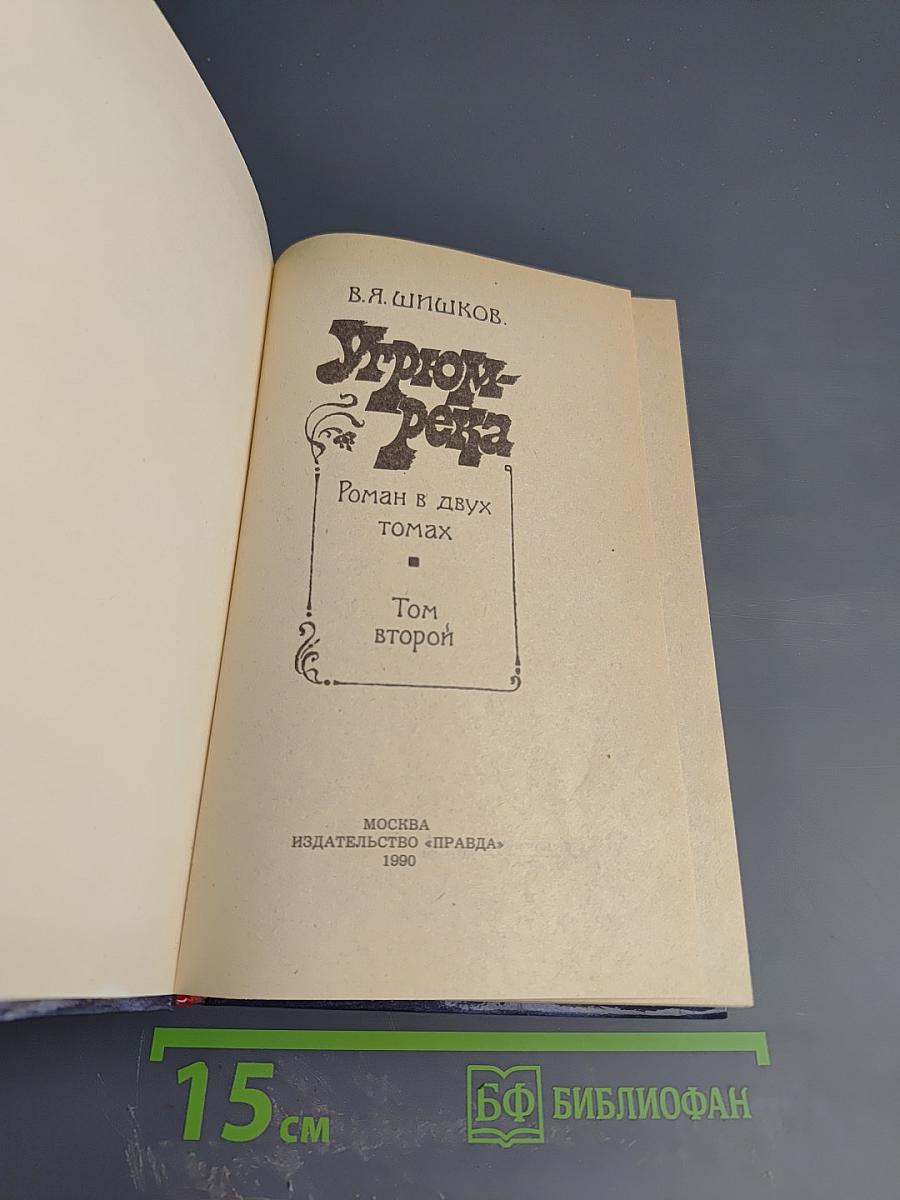 В.Я.ШИШКОВ.
Угрюм-
река
Роман в двух
томах
Том
второй
МОСКВА
ИЗДАТЕЛЬСТВО «ПРАВДА»
1990
15 см
БФ БИБЛИОФАН